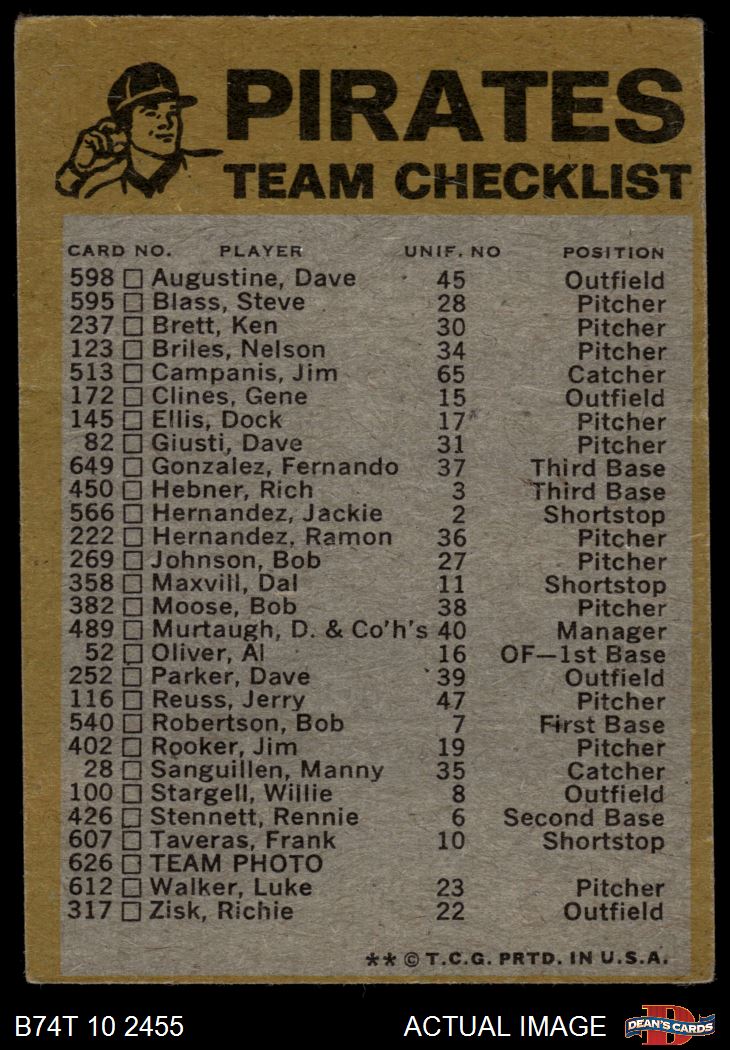 PIRATES
TEAM CHECKLIST
CARD NO. PLAYER UNIF. NO POSITION
598 □ Augustine, Dave 45 Outfield
595 □ Blass, Steve 28 Pitcher
237 □ Brett, Ken 30 Pitcher
123 □ Briles, Nelson 34 Pitcher
513 □ Campanis, Jim 65 Catcher
172 □ Clines, Gene 15 Outfield
145 □ Ellis, Dock 17 Pitcher
82 □ Giusti, Dave 31 Pitcher
649 □ Gonzalez, Fernando 37 Third Base
450 □ Hebner, Rich 3 Third Base
566 □ Hernandez, Jackie 2 Shortstop
222 □ Hernandez, Ramon 36 Pitcher
269 □ Johnson, Bob 27 Pitcher
358 □ Maxvill, Dal 11 Shortstop
382 □ Moose, Bob 38 Pitcher
489 □ Murtaugh, D. & Co'h's 40 Manager
52 □ Oliver, Al 16 OF—1st Base
252 □ Parker, Dave 39 Outfield
116 □ Reuss, Jerry 47 Pitcher
540 □ Robertson, Bob 7 First Base
402 □ Rooker, Jim 19 Pitcher
28 □ Sanguillen, Manny 35 Catcher
100 □ Stargell, Willie 8 Outfield
426 □ Stennett, Rennie 6 Second Base
607 □ Taveras, Frank 10 Shortstop
626 □ TEAM PHOTO
612 □ Walker, Luke 23 Pitcher
317 □ Zisk, Richie 22 Outfield
** © T.C.G. PRTD. IN U.S.A.
B74T 10 2455 ACTUAL IMAGE D DEAN'S CARDS